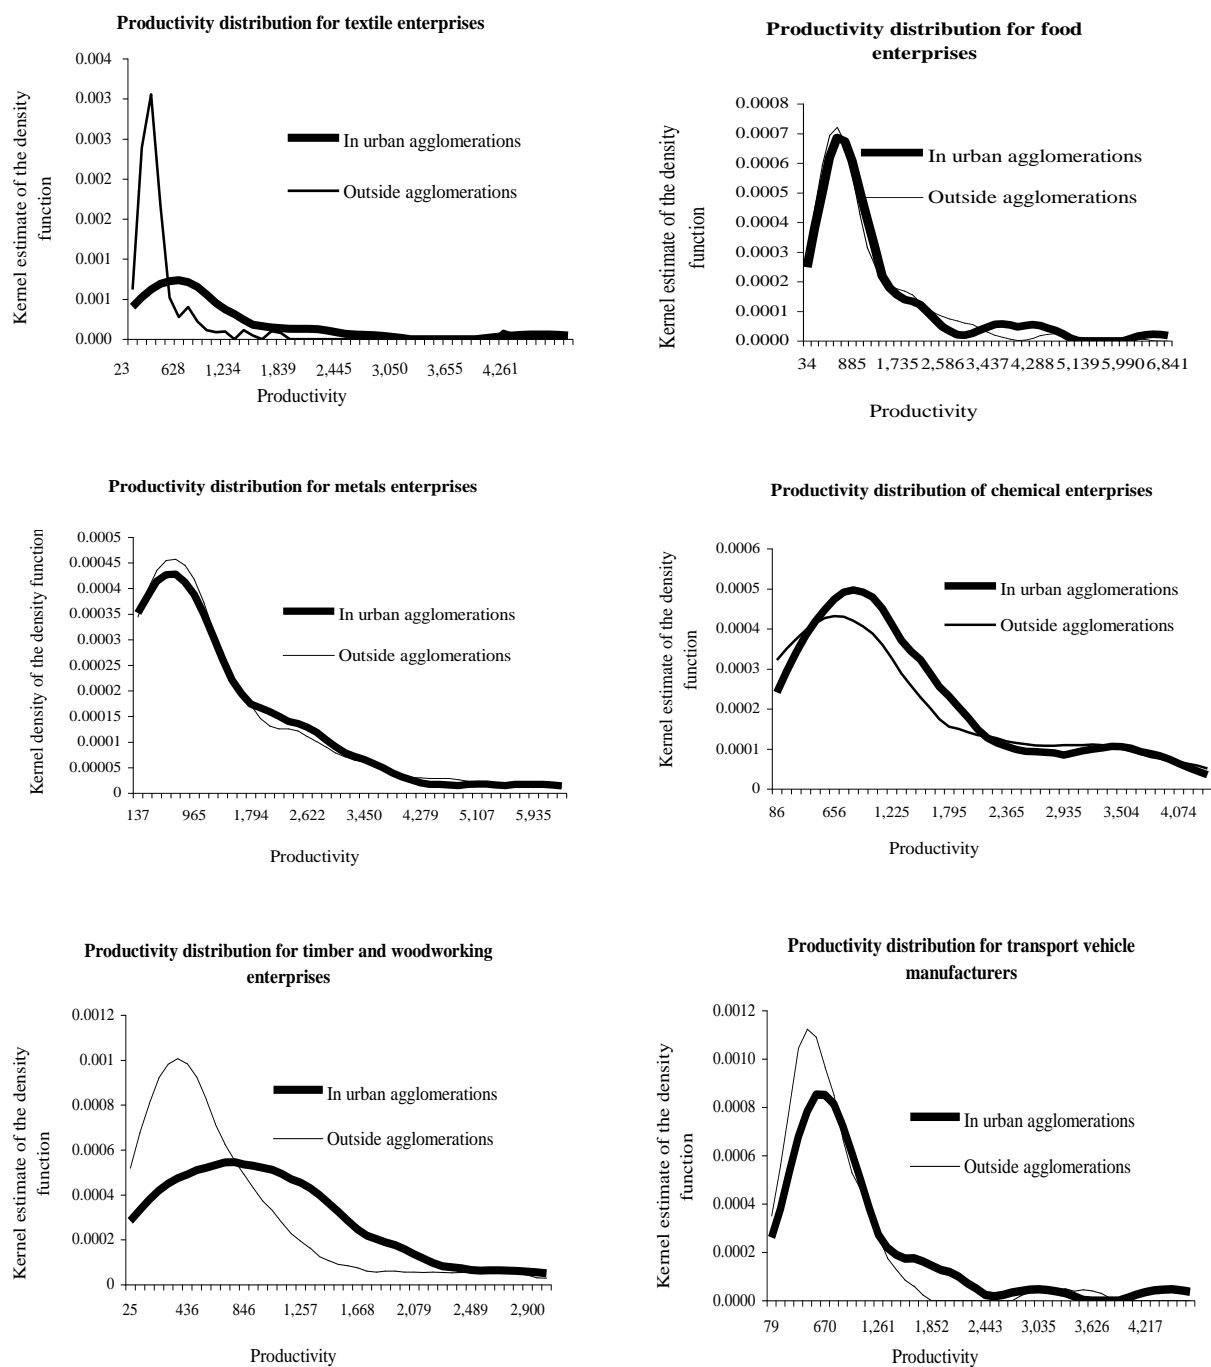 Productivity distribution for textile enterprises
Kernel estimate of the density
function
0.004
0.003
0.003
0.002
0.002
0.001
0.001
0.000
In urban agglomerations
Outside agglomerations
23 628 1,234 1,839 2,445 3,050 3,655 4,261
Productivity
Productivity distribution for food
enterprises
Kernel estimate of the density
function
0.0008
0.0007
0.0006
0.0005
0.0004
0.0003
0.0002
0.0001
0.0000
In urban agglomerations
Outside agglomerations
34 885 1,735 2,586 3,437 4,288 5,139 5,990 6,841
Productivity
Productivity distribution for metals enterprises
Kernel density of the density function
0.0005
0.00045
0.0004
0.00035
0.0003
0.00025
0.0002
0.00015
0.0001
0.00005
0
In urban agglomerations
Outside agglomerations
137 965 1,794 2,622 3,450 4,279 5,107 5,935
Productivity
Productivity distribution of chemical enterprises
Kernel estimate of the density
function
0.0006
0.0005
0.0004
0.0003
0.0002
0.0001
0
In urban agglomerations
Outside agglomerations
86 656 1,225 1,795 2,365 2,935 3,504 4,074
Productivity
Productivity distribution for timber and woodworking
enterprises
Kernel estimate of the density
function
0.0012
0.001
0.0008
0.0006
0.0004
0.0002
0
In urban agglomerations
Outside agglomerations
25 436 846 1,257 1,668 2,079 2,489 2,900
Productivity
Productivity distribution for transport vehicle
manufacturers
Kernel estimate of the density
function
0.0012
0.0010
0.0008
0.0006
0.0004
0.0002
0.0000
In urban agglomerations
Outside agglomerations
79 670 1,261 1,852 2,443 3,035 3,626 4,217
Productivity